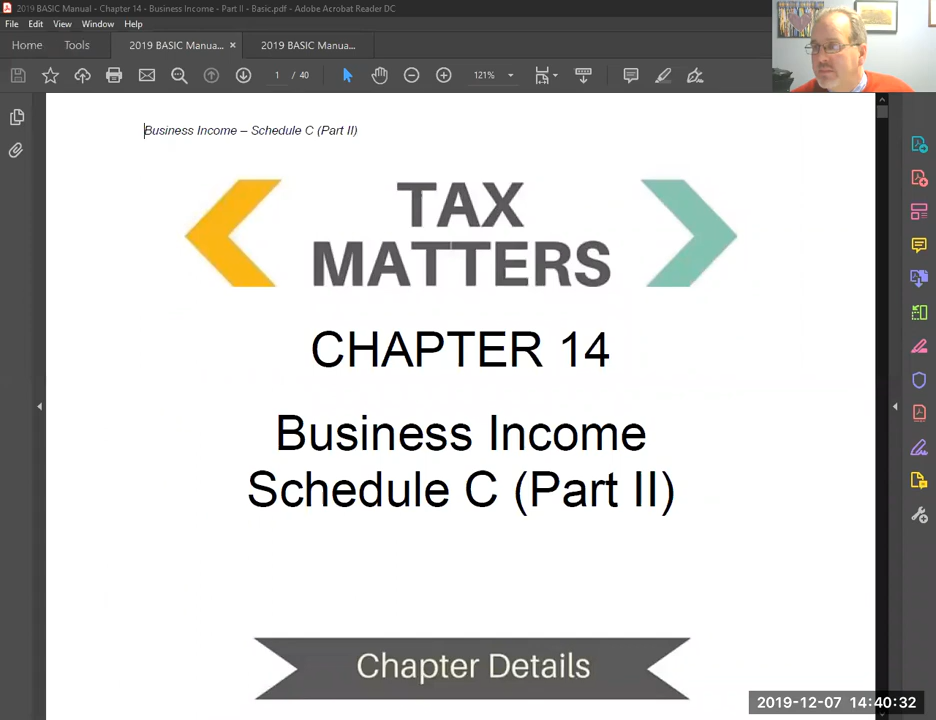 2019 BASIC Manual - Chapter 14 - Business Income - Part II - Basic.pdf - Adobe Acrobat Reader DC
File Edit View Window Help
Home Tools 2019 BASIC Manua... × 2019 BASIC Manua...
1 / 40 121%
Business Income – Schedule C (Part II)
TAX
MATTERS
CHAPTER 14
Business Income
Schedule C (Part II)
Chapter Details
2019-12-07 14:40:32